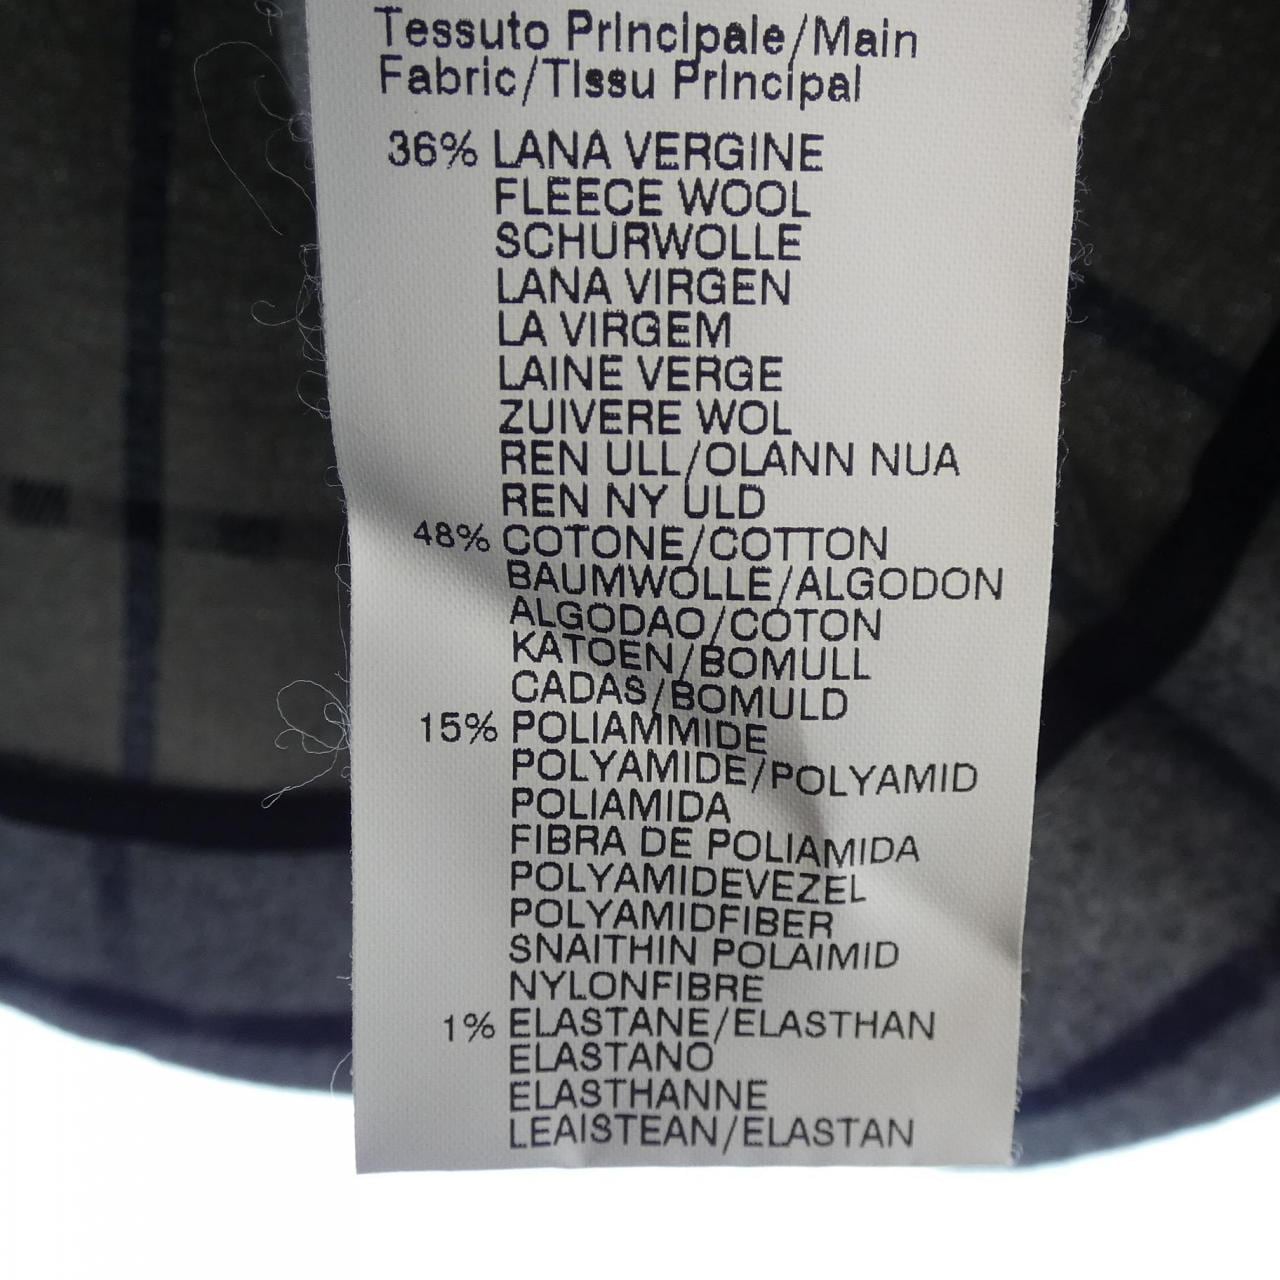 Tessuto Principale/Main
Fabric/Tissu Principal
36% LANA VERGINE
FLEECE WOOL
SCHURWOLLE
LANA VIRGEN
LA VIRGEM
LAINE VERGE
ZUIVERE WOL
REN ULL/OLANN NUA
REN NY ULD
48% COTONE/COTTON
BAUMWOLLE/ALGODON
ALGODAO/COTON
KATOEN/BOMULL
CADAS/BOMULD
15% POLIAMMIDE
POLYAMIDE/POLYAMID
POLIAMIDA
FIBRA DE POLIAMIDA
POLYAMIDEVEZEL
POLYAMIDFIBER
SNAITHIN POLAIMID
NYLONFIBRE
1% ELASTANE/ELASTHAN
ELASTANO
ELASTHANNE
LEAISTEAN/ELASTAN